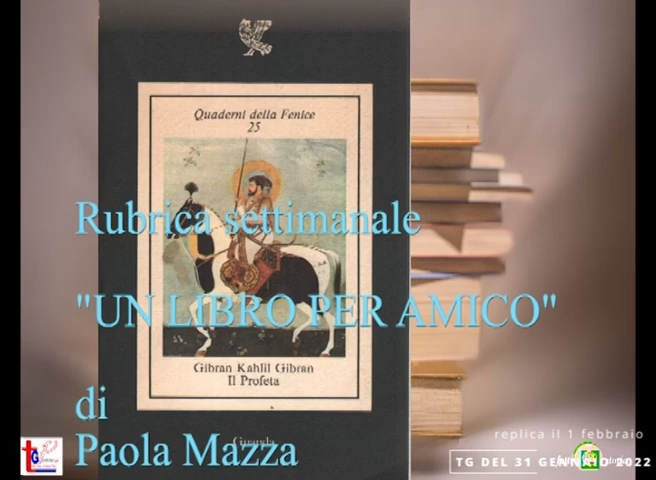 Quaderni della Fenice
25
Rubrica settimanale
"UN LIBRO PER AMICO"
Gibran Kahlil Gibran
Il Profeta
di
Guanda
Paola Mazza
replica il 1 febbraio
TG DEL 31 GENNAIO 2022